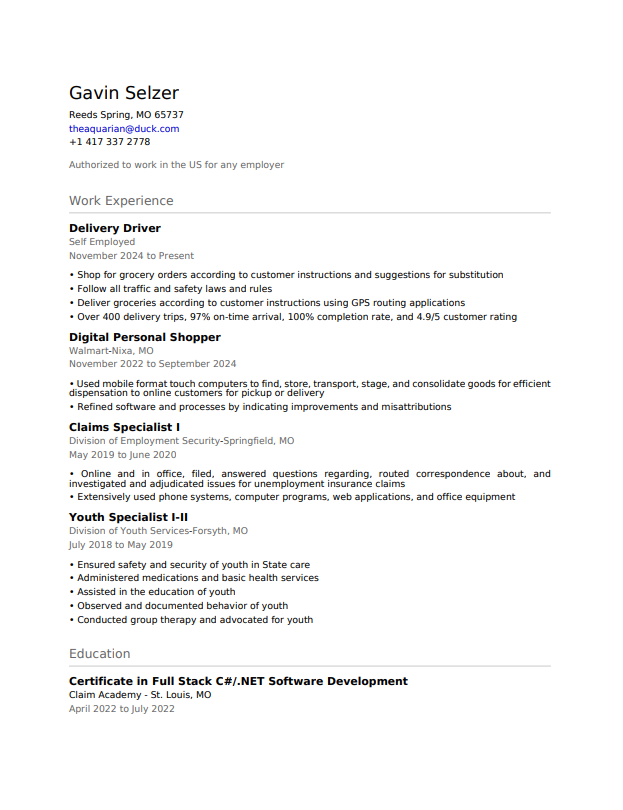 Gavin Selzer
Reeds Spring, MO 65737
theaquarian@duck.com
+1 417 337 2778
Authorized to work in the US for any employer
Work Experience
Delivery Driver
Self Employed
November 2024 to Present
• Shop for grocery orders according to customer instructions and suggestions for substitution
• Follow all traffic and safety laws and rules
• Deliver groceries according to customer instructions using GPS routing applications
• Over 400 delivery trips, 97% on-time arrival, 100% completion rate, and 4.9/5 customer rating
Digital Personal Shopper
Walmart-Nixa, MO
November 2022 to September 2024
• Used mobile format touch computers to find, store, transport, stage, and consolidate goods for efficient
dispensation to online customers for pickup or delivery
• Refined software and processes by indicating improvements and misattributions
Claims Specialist I
Division of Employment Security-Springfield, MO
May 2019 to June 2020
• Online and in office, filed, answered questions regarding, routed correspondence about, and
investigated and adjudicated issues for unemployment insurance claims
• Extensively used phone systems, computer programs, web applications, and office equipment
Youth Specialist I-II
Division of Youth Services-Forsyth, MO
July 2018 to May 2019
• Ensured safety and security of youth in State care
• Administered medications and basic health services
• Assisted in the education of youth
• Observed and documented behavior of youth
• Conducted group therapy and advocated for youth
Education
Certificate in Full Stack C#/.NET Software Development
Claim Academy - St. Louis, MO
April 2022 to July 2022